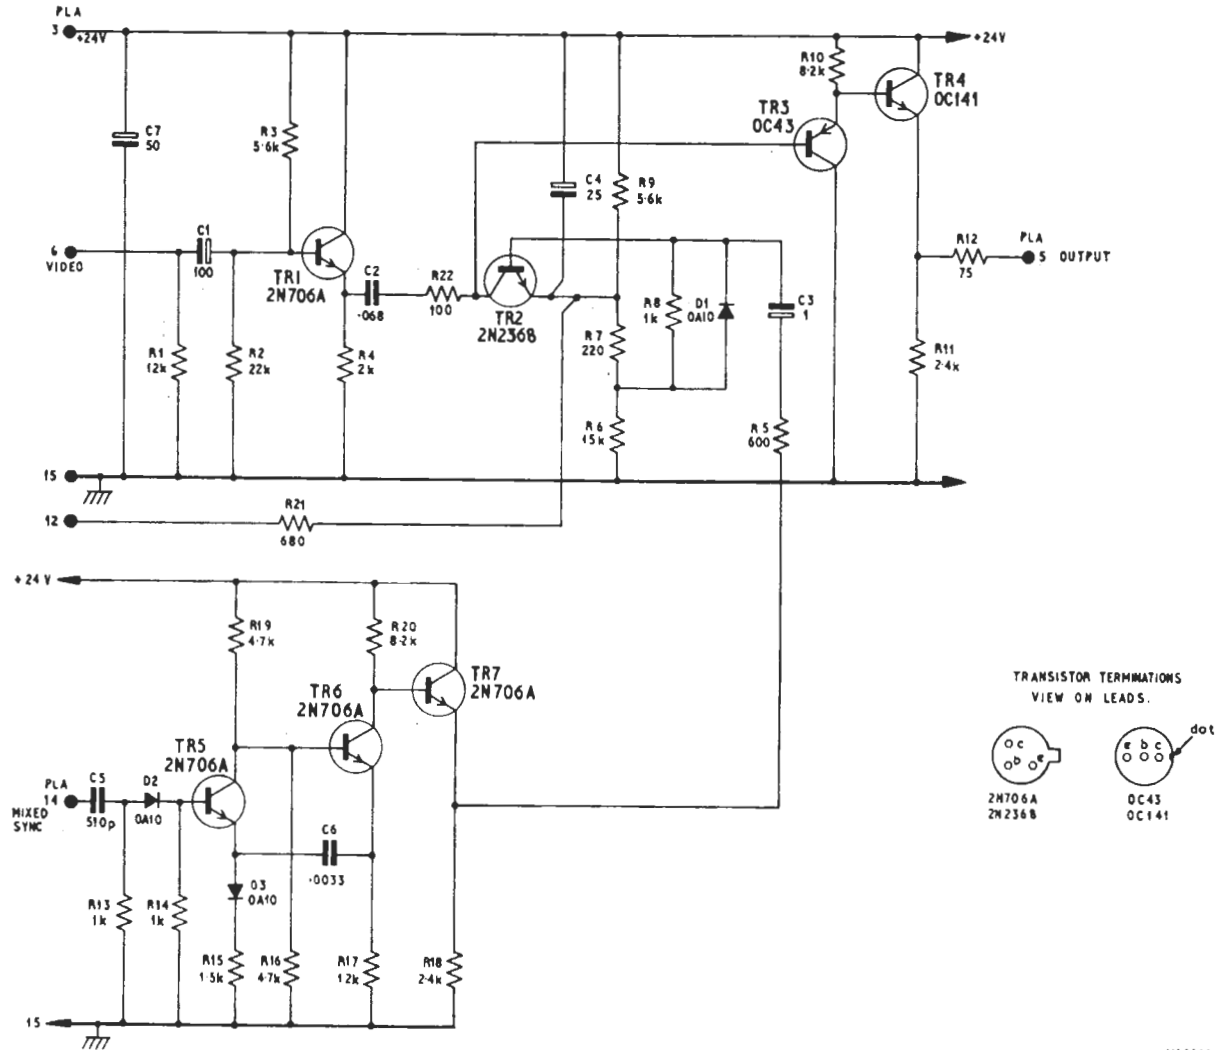 PLA
3
+24V
+24V
R10
8.2k
TR4
OC141
TR3
OC43
C7
50
R3
5.6k
C4
25
R9
5.6k
6
VIDEO
C1
100
TR1
2N706A
C2
.068
R22
100
TR2
2N2368
R8
1k
D1
OA10
C3
1
R12
75
PLA
5 OUTPUT
R1
12k
R2
22k
R4
2k
R7
220
R11
2.4k
R6
15k
R5
600
15
12
R21
680
+24V
R19
4.7k
R20
8.2k
TR7
2N706A
TR6
2N706A
TR5
2N706A
PLA
14
MIXED
SYNC
C5
510p
D2
OA10
C6
.0033
D3
OA10
R13
1k
R14
1k
R15
1.5k
R16
4.7k
R17
12k
R18
2.4k
15
TRANSISTOR TERMINATIONS
VIEW ON LEADS.
dot
c
b e
e b c
2N706A
2N2368
OC43
OC141